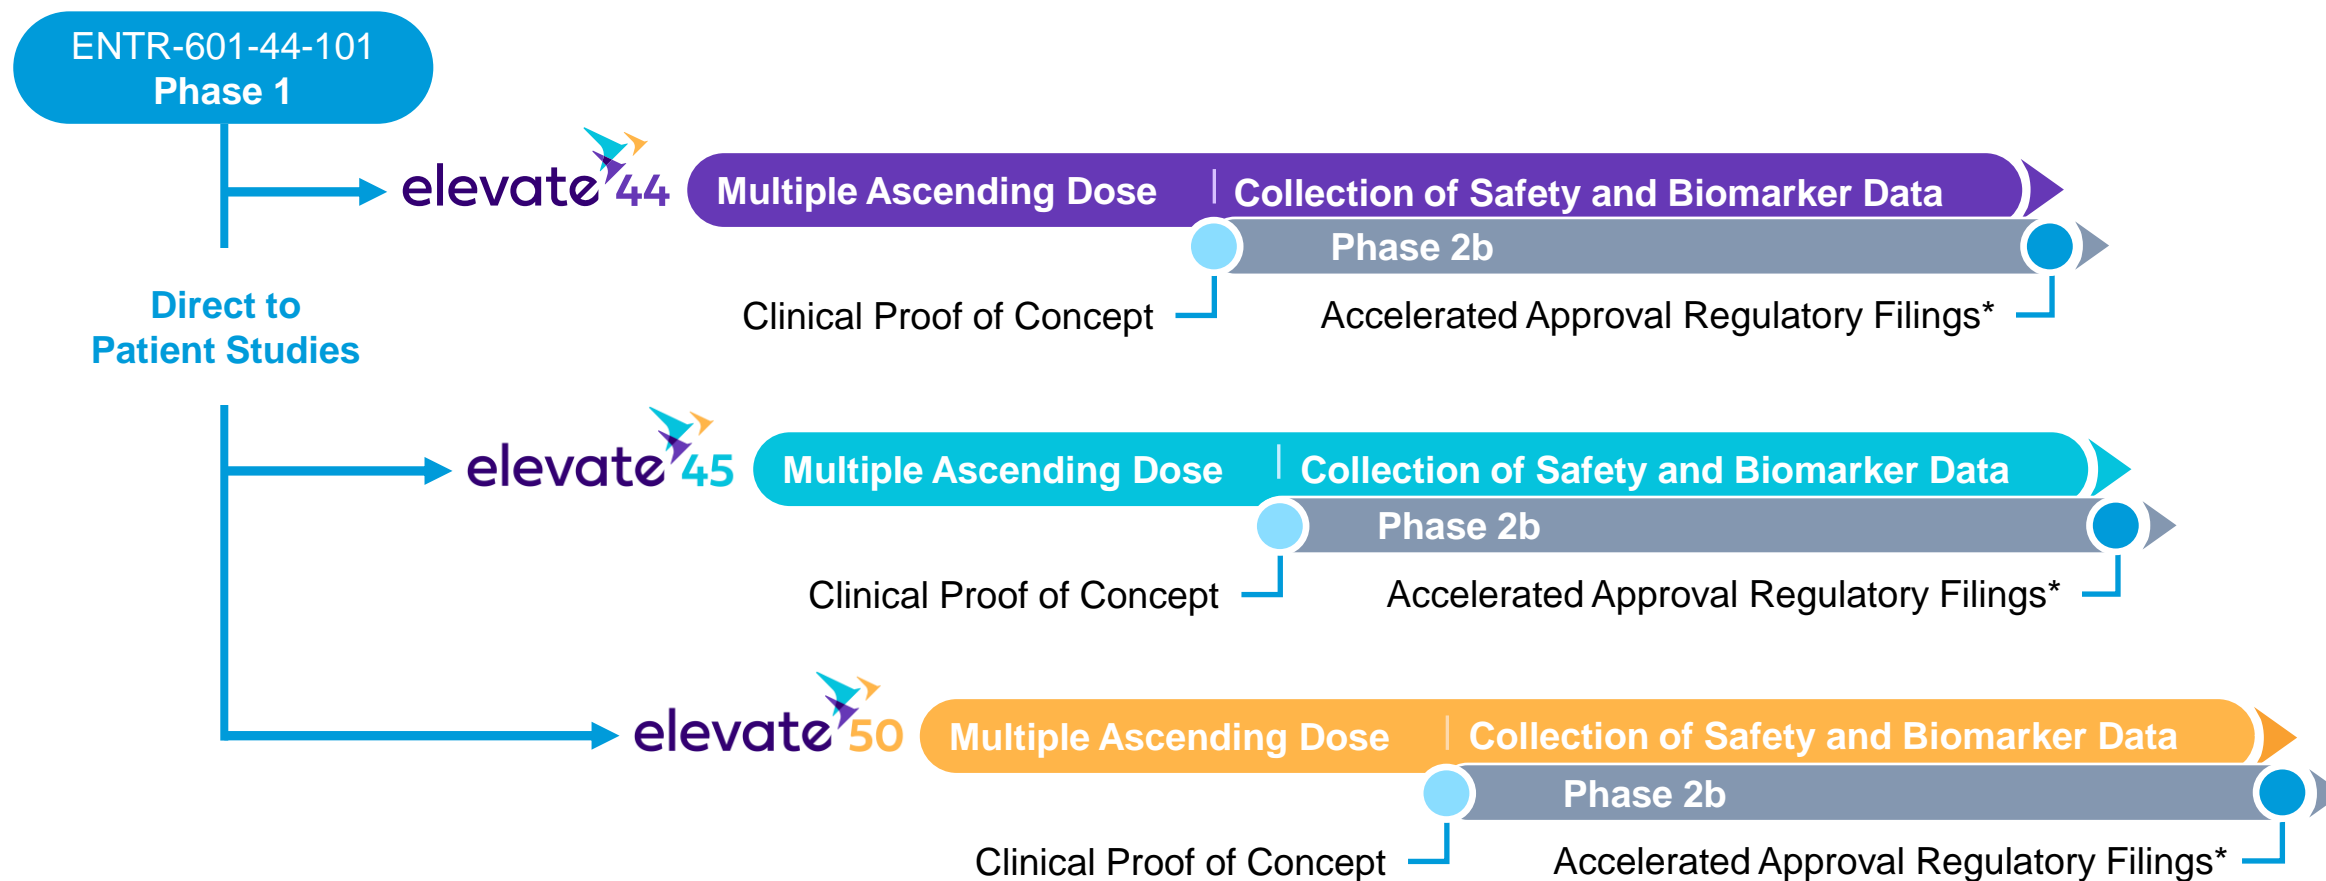 ENTR-601-44-101
Phase 1
elevate 44
Multiple Ascending Dose
Collection of Safety and Biomarker Data
Phase 2b
Clinical Proof of Concept
Accelerated Approval Regulatory Filings*
Direct to
Patient Studies
elevate 45
Multiple Ascending Dose
Collection of Safety and Biomarker Data
Phase 2b
Clinical Proof of Concept
Accelerated Approval Regulatory Filings*
elevate 50
Multiple Ascending Dose
Collection of Safety and Biomarker Data
Phase 2b
Clinical Proof of Concept
Accelerated Approval Regulatory Filings*